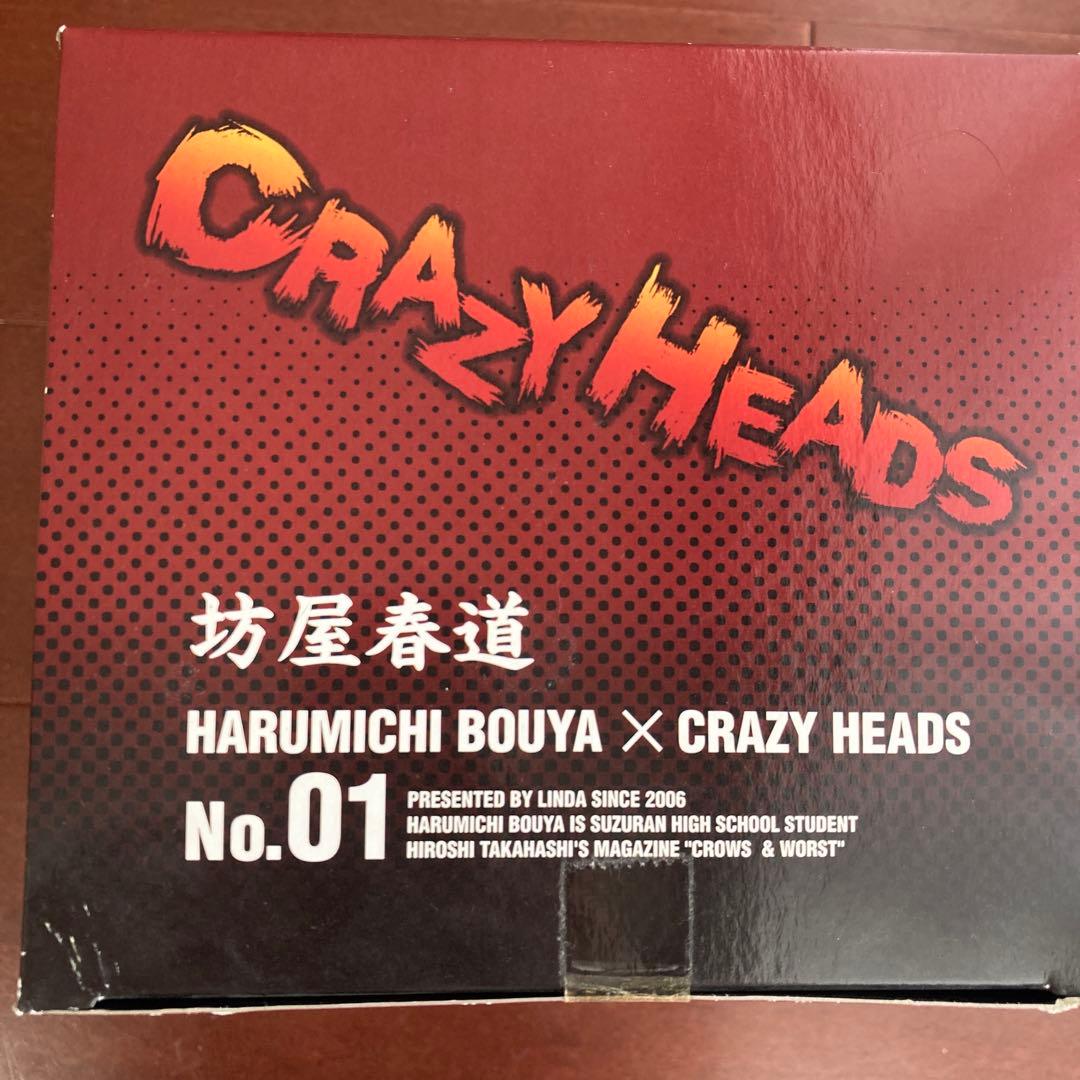 CRAZY HEADS
坊屋春道
HARUMICHI BOUYA × CRAZY HEADS
No.01
PRESENTED BY LINDA SINCE 2006
HARUMICHI BOUYA IS SUZURAN HIGH SCHOOL STUDENT
HIROSHI TAKAHASHI'S MAGAZINE "CROWS & WORST"